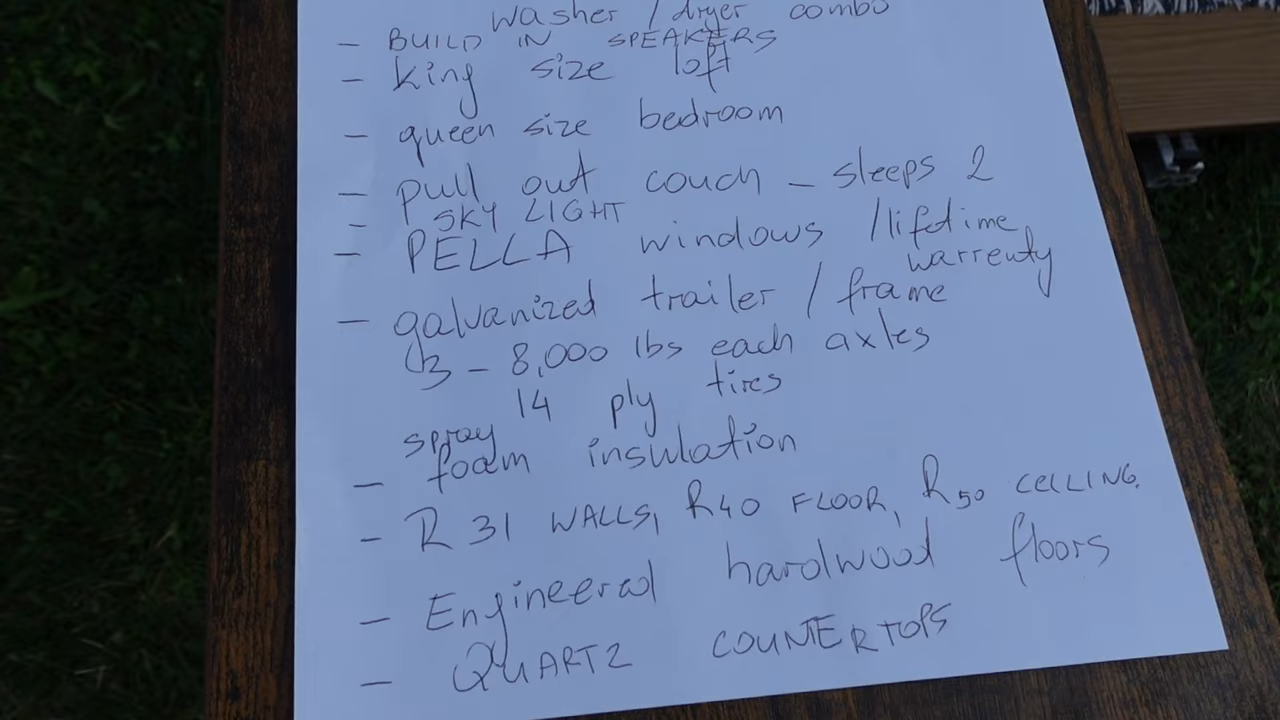 washer / dryer combo
- BUILD IN SPEAKERS
- king size loft
- queen size bedroom
- pull out couch - sleeps 2
- SKY LIGHT
- PELLA windows / lifetime
warrenty
- galvanized trailer / frame
3 - 8,000 lbs each axles
14 ply tires
spray
- foam insulation
- R 31 WALLS, R40 FLOOR, R50 CELLING.
- Engineered hardwood floors
- QUARTZ COUNTERTOPS